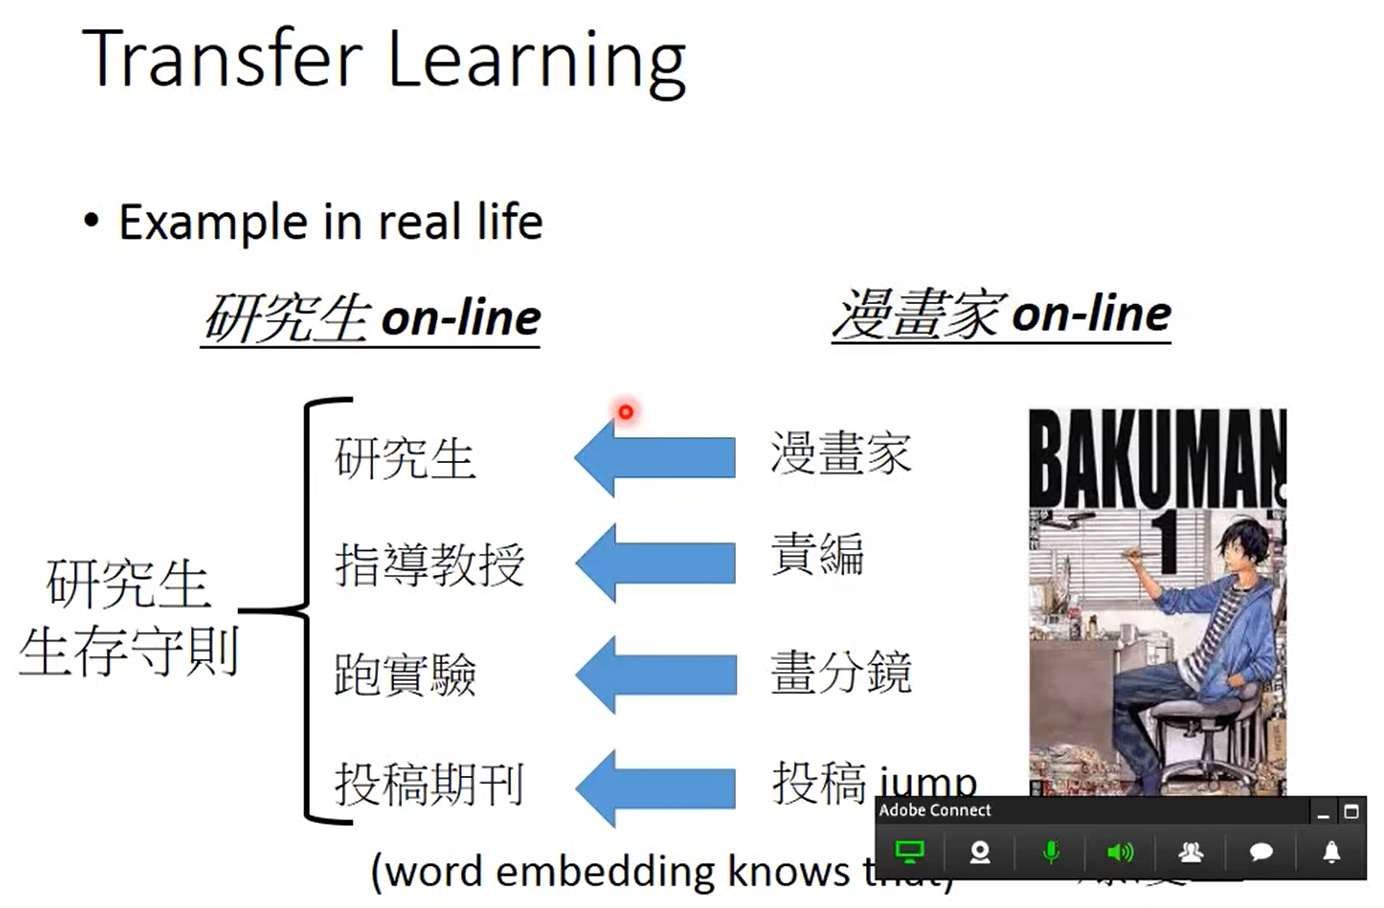 Transfer Learning
• Example in real life
研究生 on-line
漫畫家 on-line
研究生
生存守則
研究生
漫畫家
指導教授
責編
跑實驗
畫分鏡
投稿期刊
投稿 jump
BAKUMAN
1
Adobe Connect
(word embedding knows that)